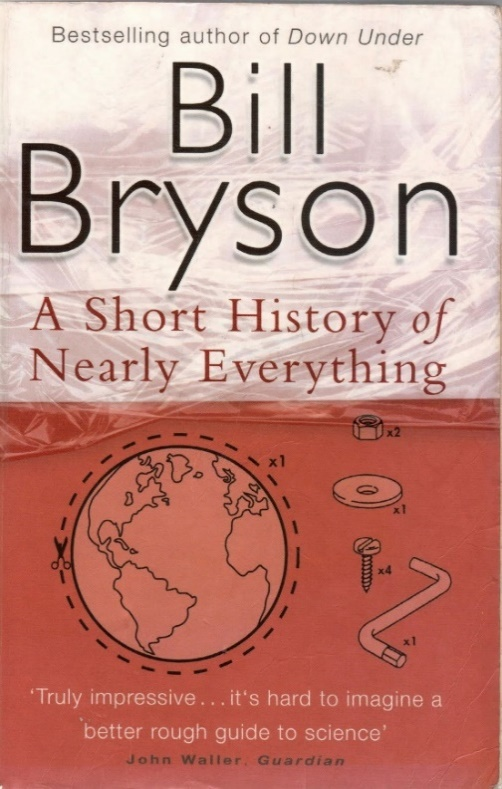 Bestselling author of Down Under
Bill
Bryson
A Short History of
Nearly Everything
x1
x2
x1
x4
x1
'Truly impressive...it's hard to imagine a
better rough guide to science'
John Waller, Guardian